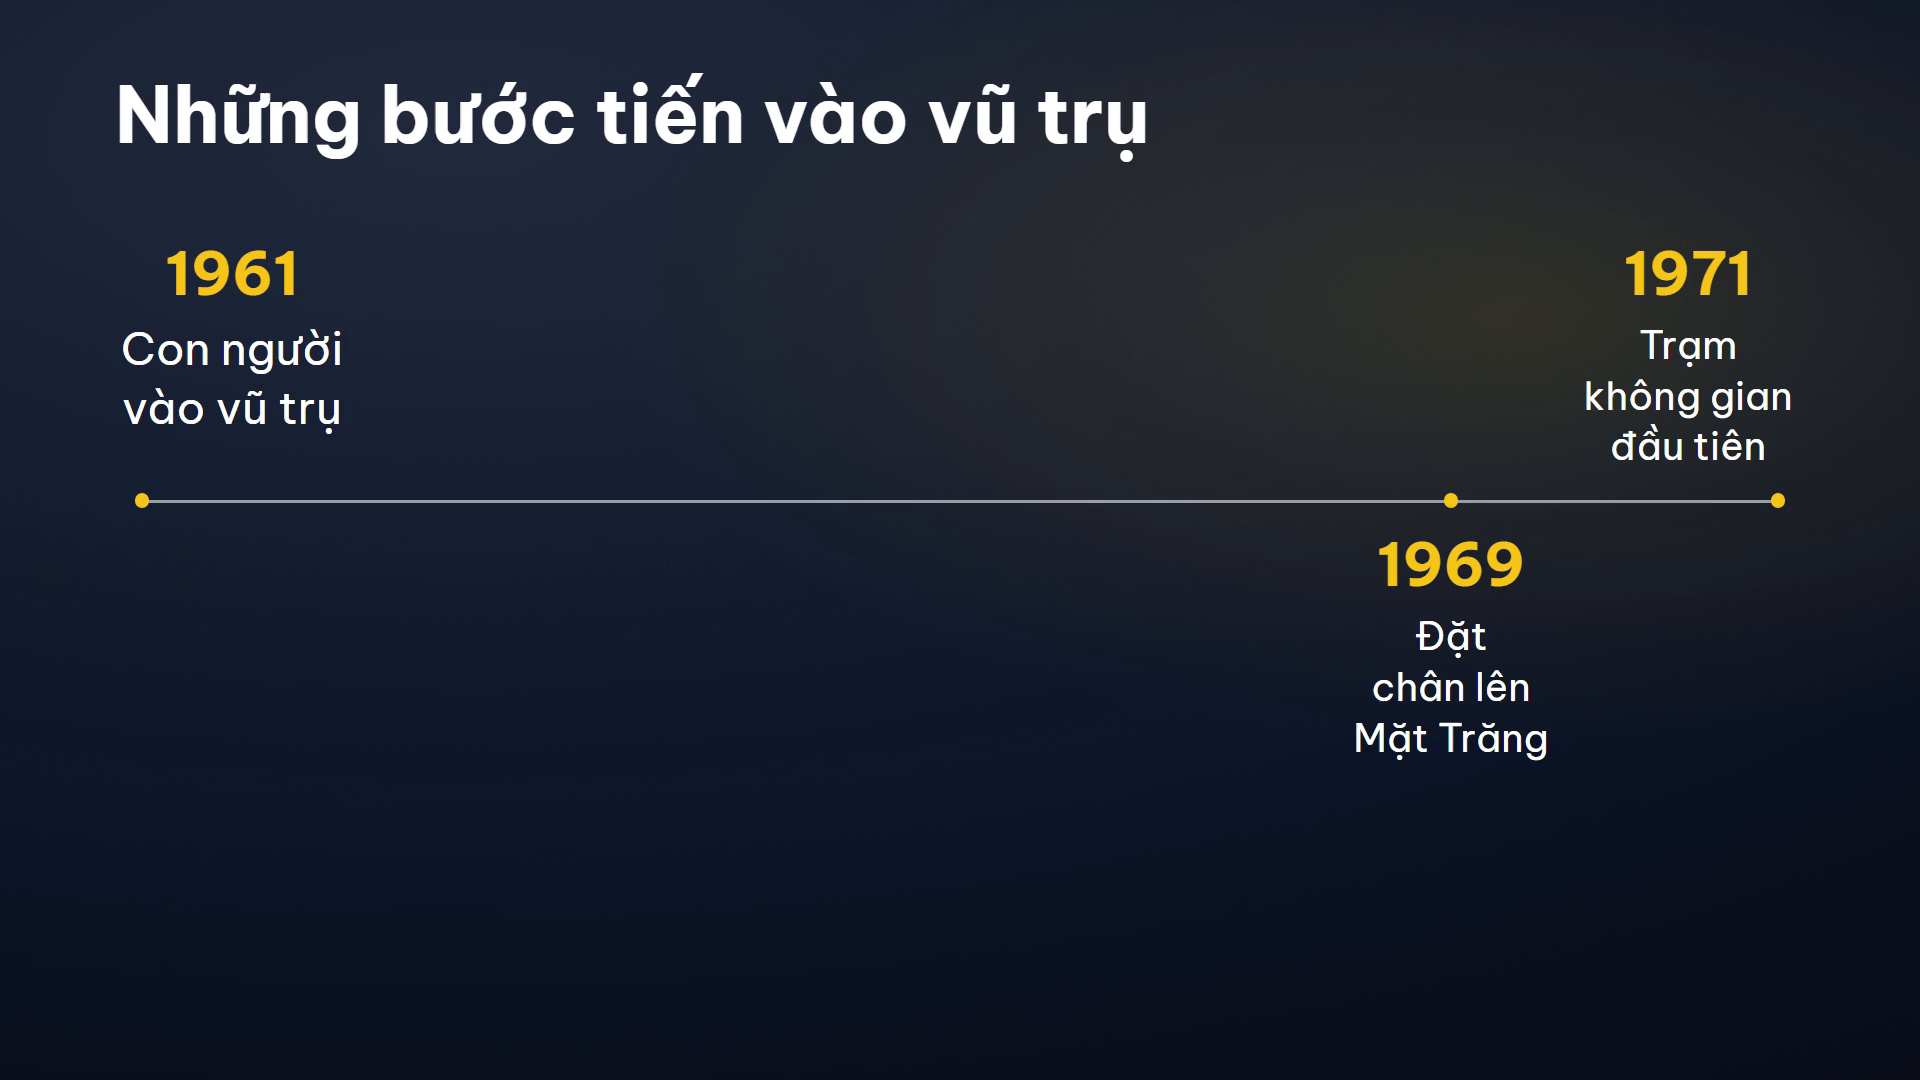 Những bước tiến vào vũ trụ
1961
Con người
vào vũ trụ
1969
Đặt
chân lên
Mặt Trăng
1971
Trạm
không gian
đầu tiên